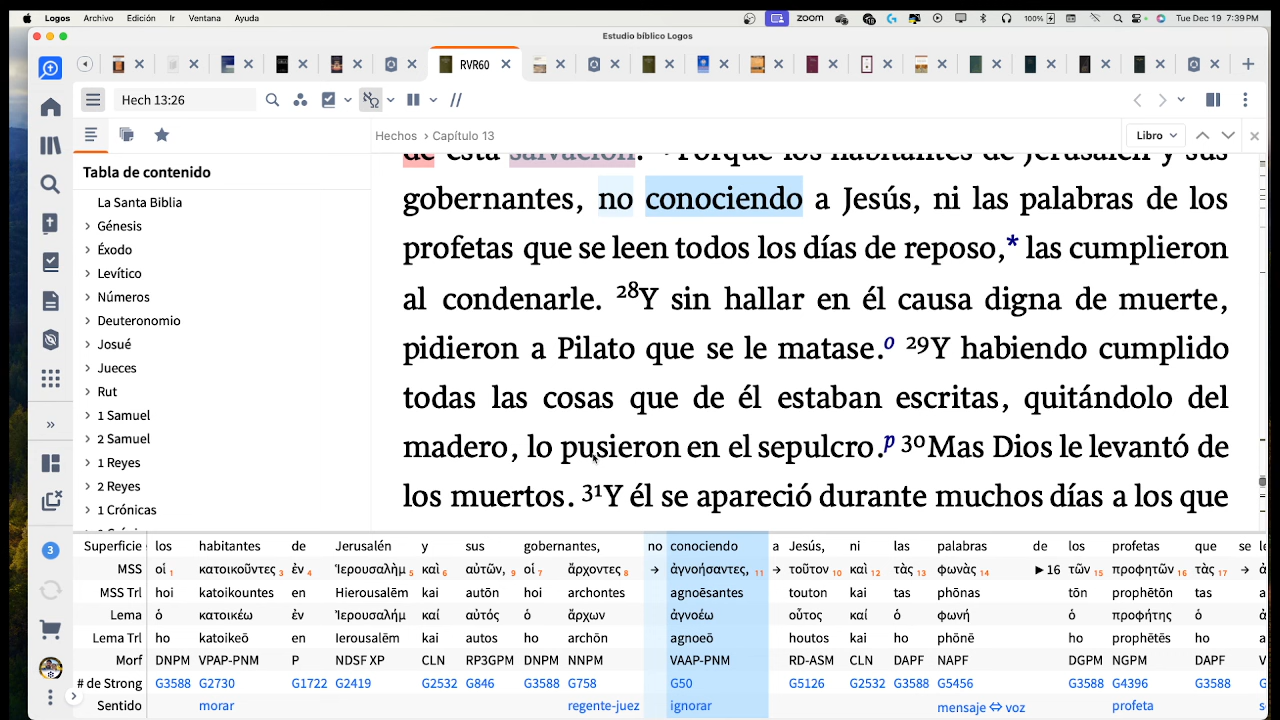 Logos Archivo Edición Ir Ventana Ayuda zoom 100% Tue Dec 19 7:39 PM
Estudio bíblico Logos
RVR60
Hech 13:26
Hechos › Capítulo 13
Libro
Tabla de contenido
La Santa Biblia
Génesis
Éxodo
Levítico
Números
Deuteronomio
Josué
Jueces
Rut
1 Samuel
2 Samuel
1 Reyes
2 Reyes
1 Crónicas
de esta salvación. Porque los habitantes de Jerusalén y sus
gobernantes, no conociendo a Jesús, ni las palabras de los
profetas que se leen todos los días de reposo,* las cumplieron
al condenarle. 28Y sin hallar en él causa digna de muerte,
pidieron a Pilato que se le matase.o 29Y habiendo cumplido
todas las cosas que de él estaban escritas, quitándolo del
madero, lo pusieron en el sepulcro.p 30Mas Dios le levantó de
los muertos. 31Y él se apareció durante muchos días a los que
3
Superficie los habitantes de Jerusalén y sus gobernantes, no conociendo a Jesús, ni las palabras de los profetas que se
MSS οἱ 1 κατοικοῦντες 3 ἐν 4 Ἰερουσαλὴμ 5 καὶ 6 αὐτῶν, 9 οἱ 7 ἄρχοντες 8 → ἀγνοήσαντες, 11 → τοῦτον 10 καὶ 12 τὰς 13 φωνὰς 14 ▶16 τῶν 15 προφητῶν 16 τὰς 17 →
MSS Trl hoi katoikountes en Hierousalēm kai autōn hoi archontes agnoēsantes touton kai tas phōnas tōn prophētōn tas
Lema ὁ κατοικέω ἐν Ἰερουσαλήμ καί αὐτός ὁ ἄρχων ἀγνοέω οὗτος καί ὁ φωνή ὁ προφήτης ὁ
Lema Trl ho katoikeō en Ierousalēm kai autos ho archōn agnoeō houtos kai ho phōnē ho prophētēs ho
Morf DNPM VPAP-PNM P NDSF XP CLN RP3GPM DNPM NNPM VAAP-PNM RD-ASM CLN DAPF NAPF DGPM NGPM DAPF
# de Strong G3588 G2730 G1722 G2419 G2532 G846 G3588 G758 G50 G5126 G2532 G3588 G5456 G3588 G4396 G3588
Sentido morar regente-juez ignorar mensaje ⇔ voz profeta